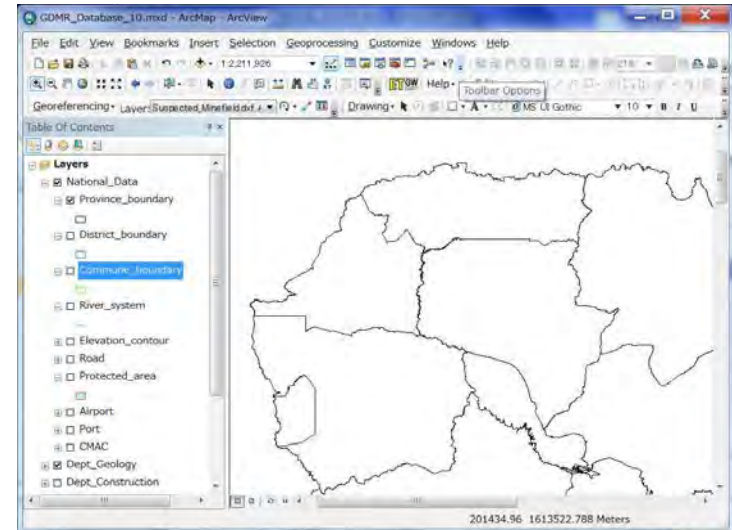 GDMR_Database_10.mxd - ArcMap - ArcView
File Edit View Bookmarks Insert Selection Geoprocessing Customize Windows Help
1:2,211,926
Help
Toolbar Options
Georeferencing Layer: Suspected_Minefield.dxf Drawing A MS UI Gothic 10 B I U
Table Of Contents
Layers
National_Data
Province_boundary
District_boundary
Commune_boundary
River_system
Elevation_contour
Road
Protected_area
Airport
Port
CMAC
Dept_Geology
Dept_Construction
201434.96 1613522.788 Meters